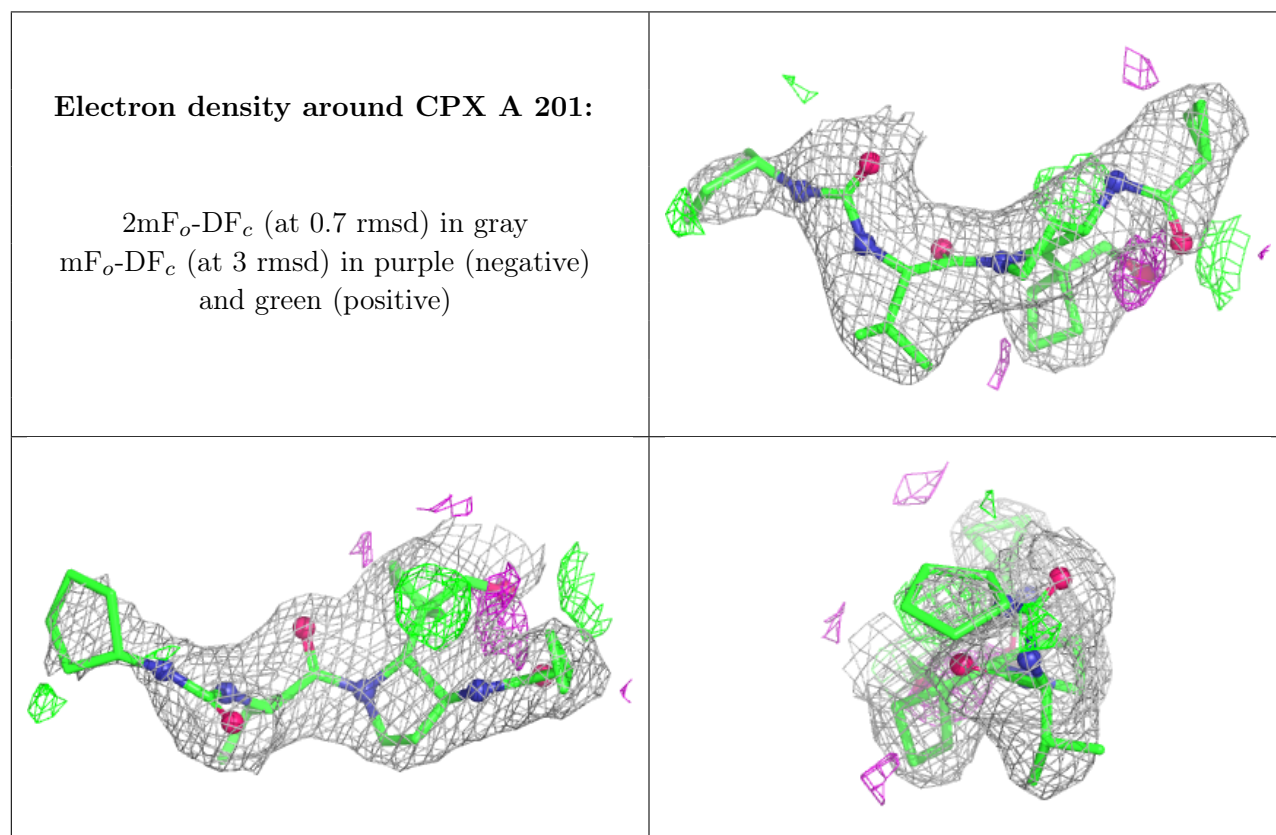 Electron density around CPX A 201:
2mFo-DFc (at 0.7 rmsd) in gray
mFo-DFc (at 3 rmsd) in purple (negative)
and green (positive)